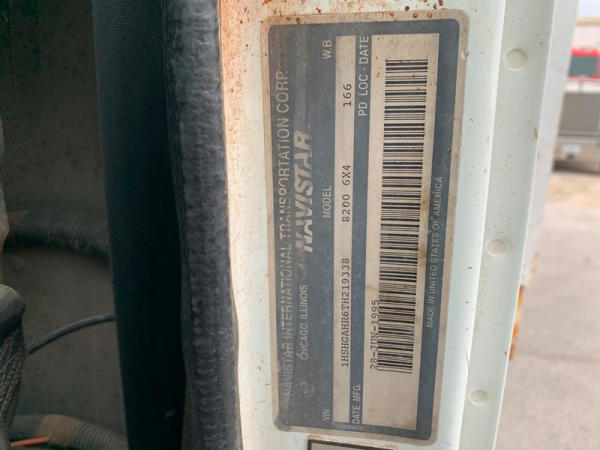 NAVISTAR INTERNATIONAL TRANSPORTATION CORP.
CHICAGO, ILLINOIS NAVISTAR
VIN MODEL W.B.
1HSHGAHR6TH219338 8200 6X4 166
DATE MFG. PD LOC - DATE
28-JUN-1995
MADE IN UNITED STATES OF AMERICA